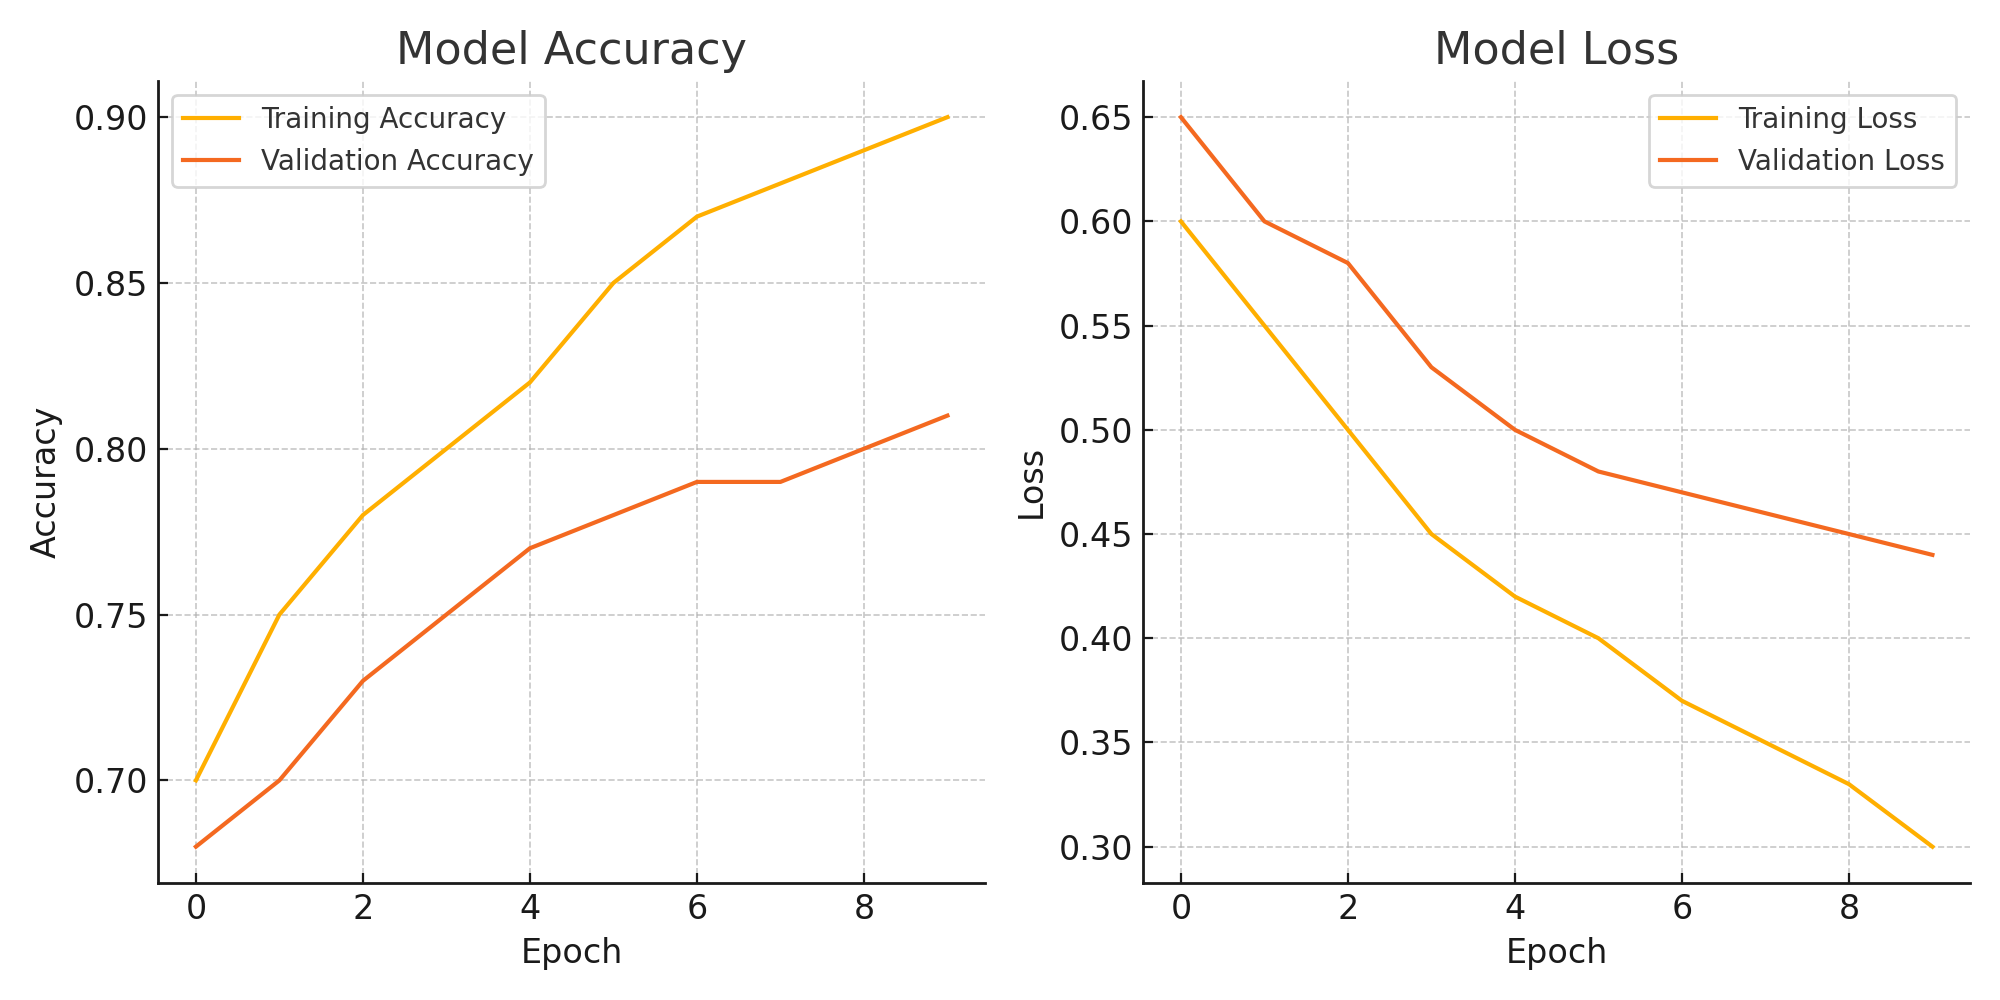 Model Accuracy
Training Accuracy
Validation Accuracy
0.90
0.85
0.80
0.75
0.70
Accuracy
0 2 4 6 8
Epoch
Model Loss
Training Loss
Validation Loss
0.65
0.60
0.55
0.50
0.45
0.40
0.35
0.30
Loss
0 2 4 6 8
Epoch